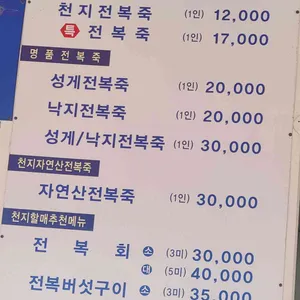 천지전복죽 (1인) 12,000
특 전복죽 (1인) 17,000
명품전복죽
성게전복죽 (1인) 20,000
낙지전복죽 (1인) 20,000
성게/낙지전복죽 (1인) 30,000
천지자연산전복죽
자연산전복죽 (1인) 30,000
천지할매추천메뉴
전복회 소 (3미) 30,000
대 (5미) 40,000
전복버섯구이 소 (3미) 35,000